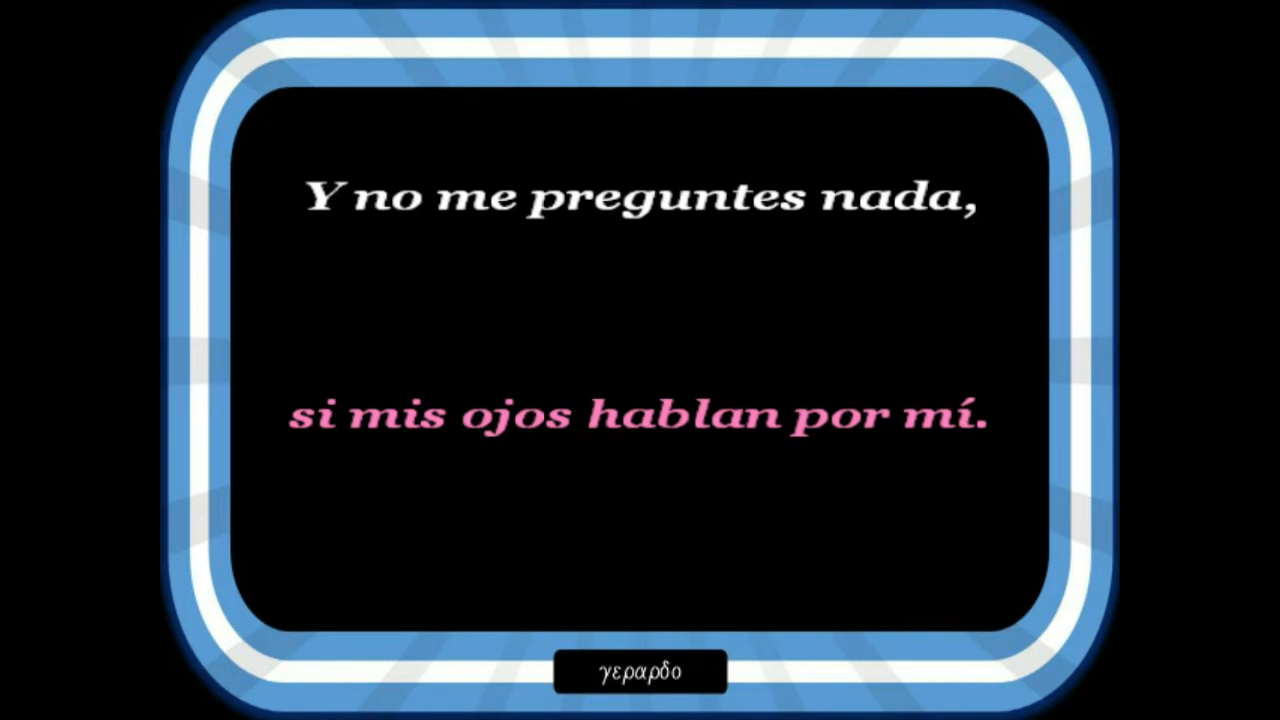 Y no me preguntes nada,
si mis ojos hablan por mí.
γεραρδο